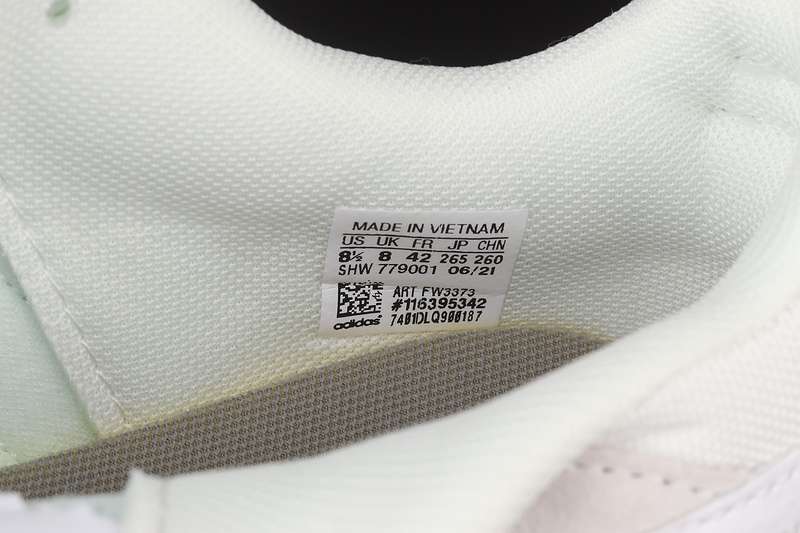 MADE IN VIETNAM
US UK FR JP CHN
8½ 8 42 265 260
SHW 779001 06/21
ART FW3373
#116395342
adidas 7401DLQ900187